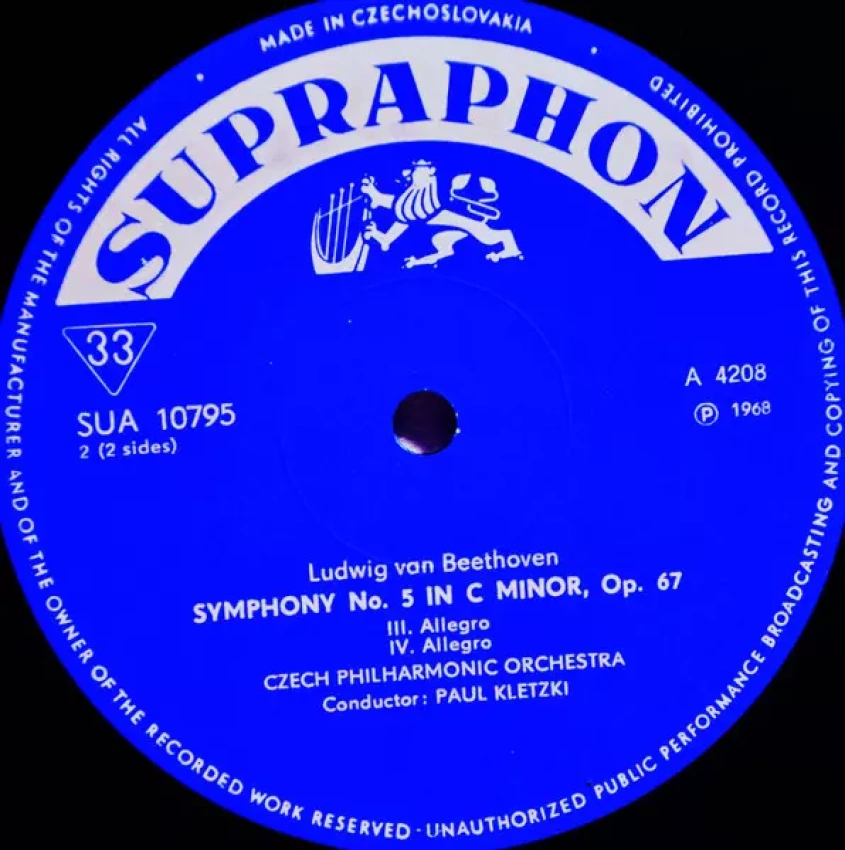 MADE IN CZECHOSLOVAKIA
SUPRAPHON
33
SUA 10795
2 (2 sides)
A 4208
Ⓟ 1968
Ludwig van Beethoven
SYMPHONY No. 5 IN C MINOR, Op. 67
III. Allegro
IV. Allegro
CZECH PHILHARMONIC ORCHESTRA
Conductor: PAUL KLETZKI
ALL RIGHTS OF THE MANUFACTURER AND OF THE OWNER OF THE RECORDED WORK RESERVED · UNAUTHORIZED PUBLIC PERFORMANCE BROADCASTING AND COPYING OF THIS RECORD PROHIBITED